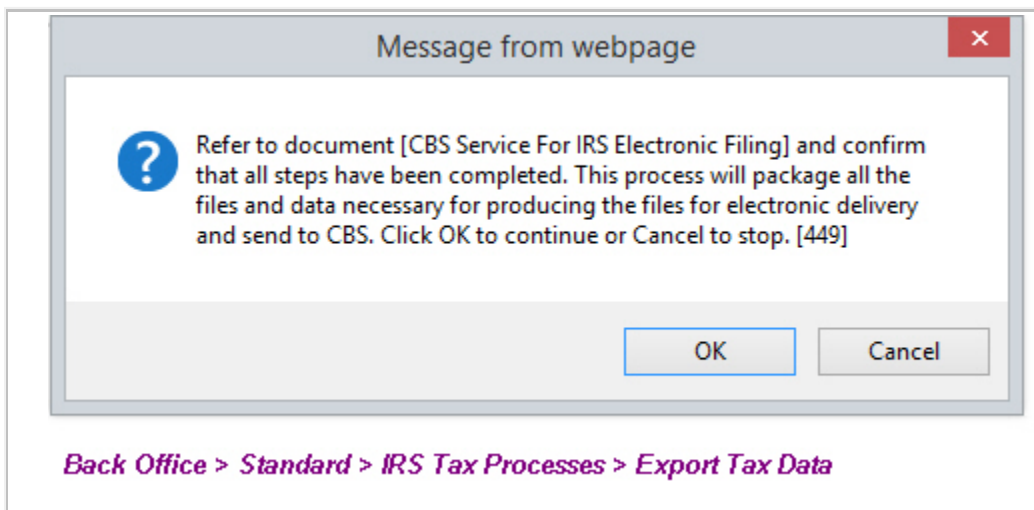 Message from webpage
Refer to document [CBS Service For IRS Electronic Filing] and confirm
that all steps have been completed. This process will package all the
files and data necessary for producing the files for electronic delivery
and send to CBS. Click OK to continue or Cancel to stop. [449]
OK
Cancel
Back Office > Standard > IRS Tax Processes > Export Tax Data